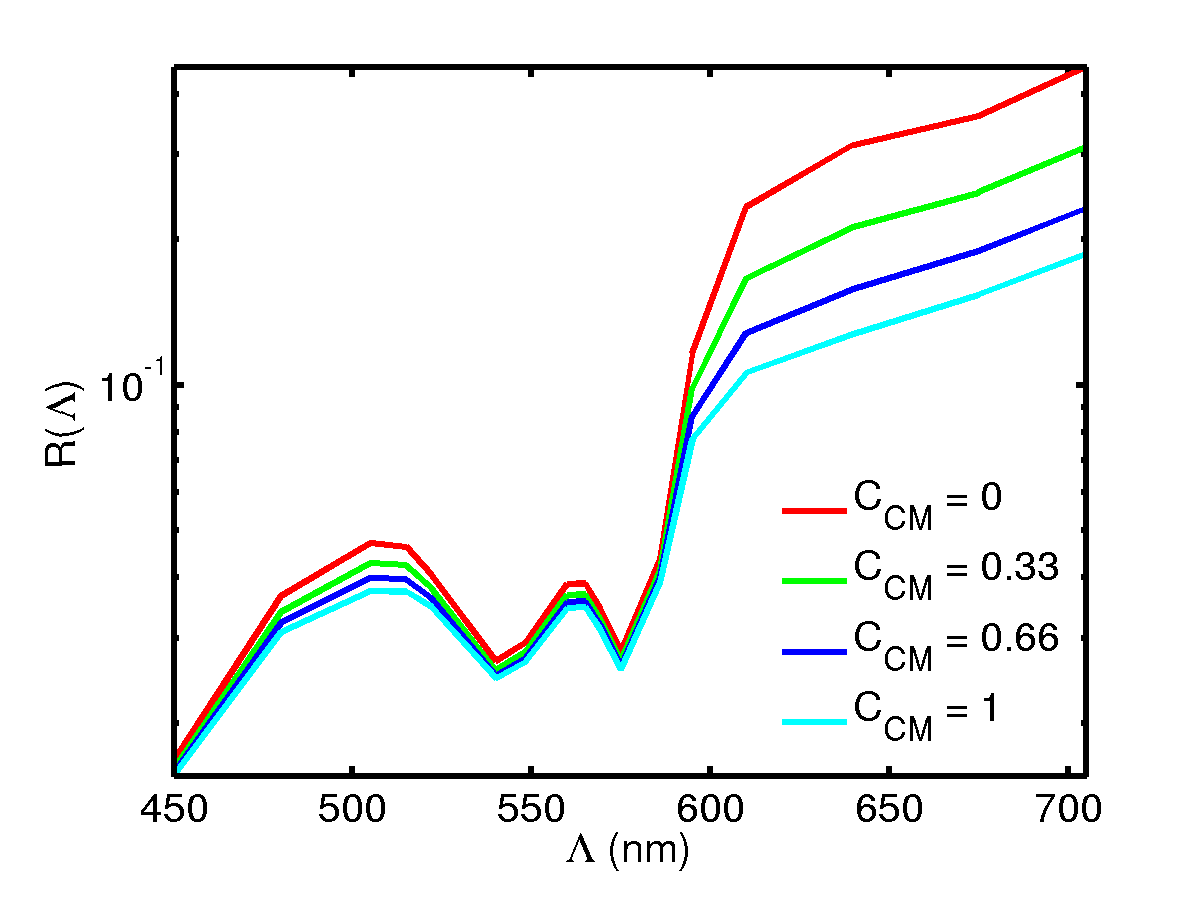 R(Λ)
10^-1
C_CM = 0
C_CM = 0.33
C_CM = 0.66
C_CM = 1
450 500 550 600 650 700
Λ (nm)